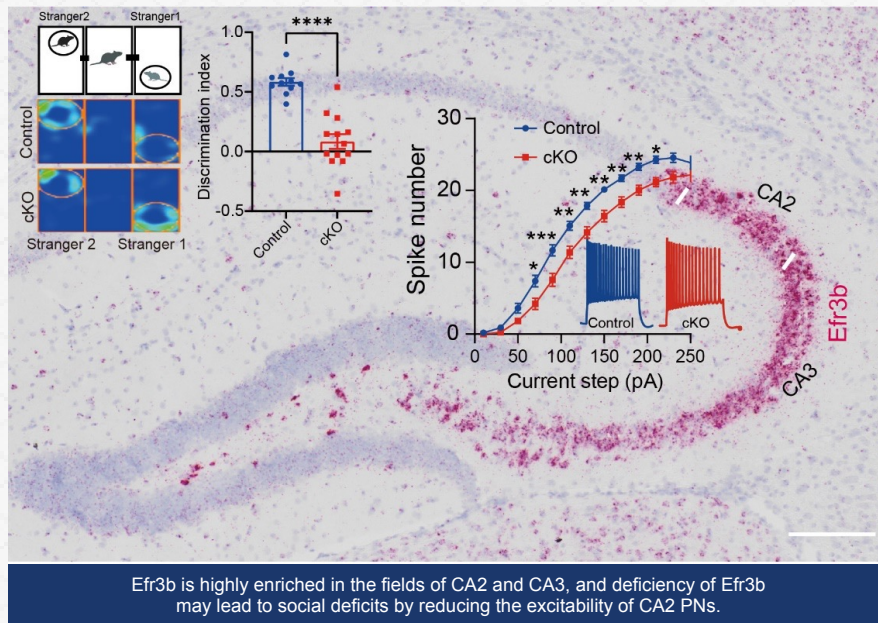 Stranger2
Stranger1
Control
cKO
Stranger 2
Stranger 1
Discrimination index
1.0
0.5
0.0
-0.5
****
Control
cKO
Spike number
30
20
10
0
Control
cKO
*
***
**
**
**
**
**
*
Control
cKO
0
50
100
150
200
250
Current step (pA)
CA2
CA3
Efr3b
Efr3b is highly enriched in the fields of CA2 and CA3, and deficiency of Efr3b
may lead to social deficits by reducing the excitability of CA2 PNs.